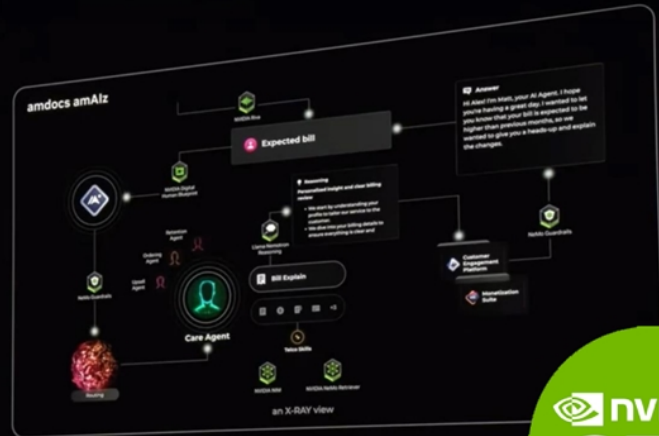 amdocs amAIz
NVIDIA Riva
Expected bill
Answer
Hi Alex! I'm Matt, your AI Agent. I hope
you're having a great day. I wanted to let
you know that your bill is expected to be
higher than previous months, so we
wanted to give you a heads-up and explain
the changes.
NVIDIA Digital
Human Blueprint
Reasoning
Personalized insight and clear billing
review
• We start by understanding your
profile to tailor our service to the
customer.
• We dive into your billing details to
ensure everything is clear and
Retention
Agent
Ordering
Agent
Upsell
Agent
Llama Nemotron
Reasoning
NeMo Guardrails
NeMo Guardrails
Bill Explain
Customer
Engagement
Platform
Monetization
Suite
Care Agent
Telco Skills
Routing
NVIDIA NIM
NVIDIA NeMo Retriever
an X-RAY view
nv